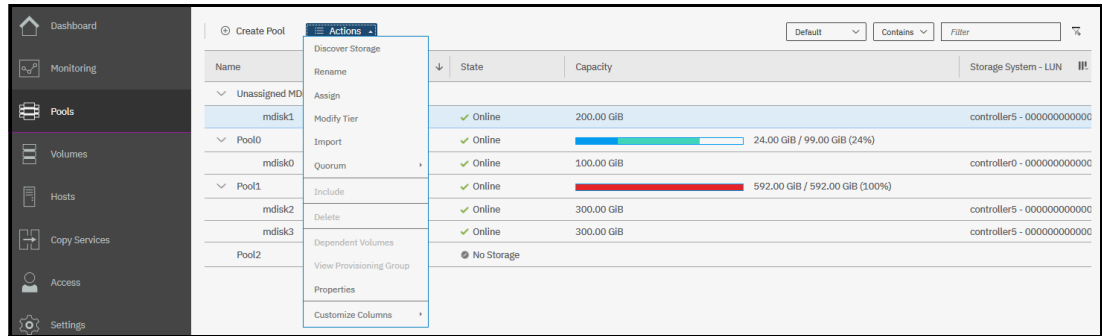 Dashboard
Monitoring
Pools
Volumes
Hosts
Copy Services
Access
Settings
Create Pool Actions Default Contains Filter
Discover Storage
Rename
Assign
Modify Tier
Import
Quorum
Include
Delete
Dependent Volumes
View Provisioning Group
Properties
Customize Columns
Name State Capacity Storage System - LUN
Unassigned MD
mdisk1 Online 200.00 GiB controller5 - 000000000000
Pool0 Online 24.00 GiB / 99.00 GiB (24%)
mdisk0 Online 100.00 GiB controller0 - 000000000000
Pool1 Online 592.00 GiB / 592.00 GiB (100%)
mdisk2 Online 300.00 GiB controller5 - 000000000000
mdisk3 Online 300.00 GiB controller5 - 000000000000
Pool2 No Storage